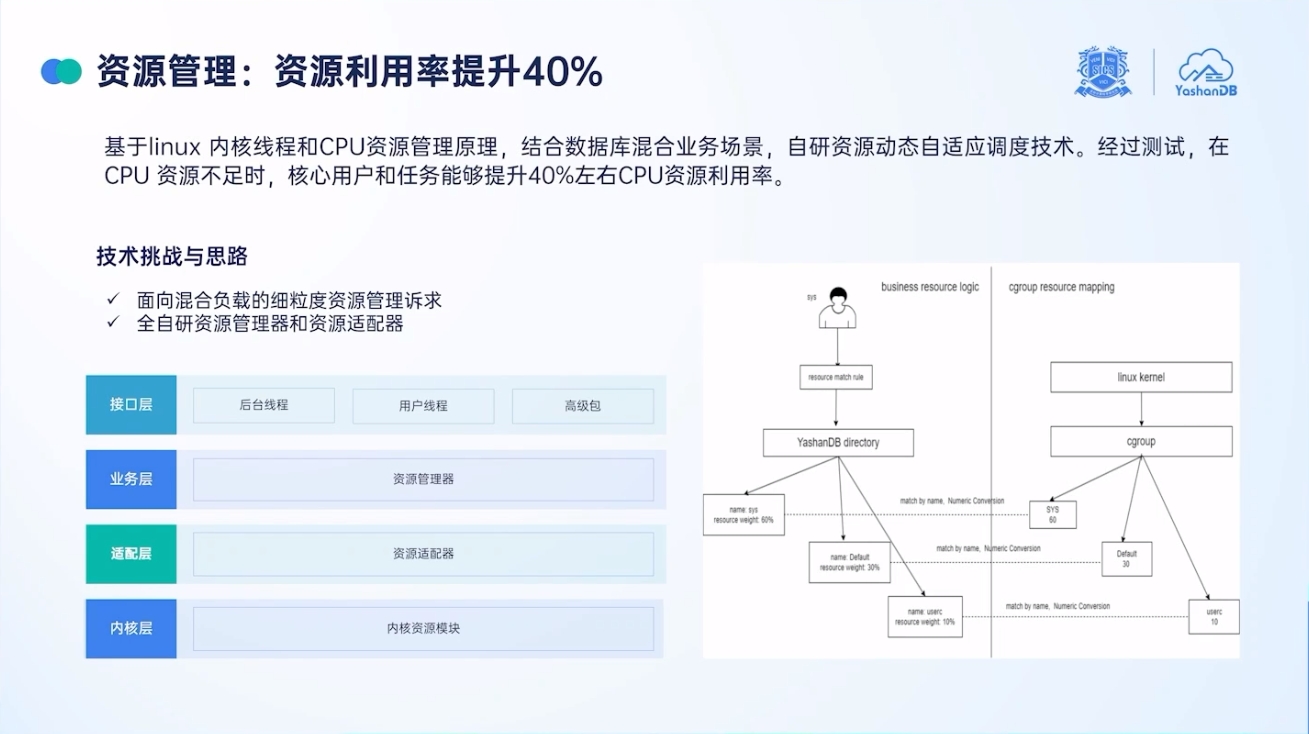 资源管理：资源利用率提升40%
SICS
YashanDB
基于linux 内核线程和CPU资源管理原理，结合数据库混合业务场景，自研资源动态自适应调度技术。经过测试，在
CPU 资源不足时，核心用户和任务能够提升40%左右CPU资源利用率。
技术挑战与思路
✓ 面向混合负载的细粒度资源管理诉求
✓ 全自研资源管理器和资源适配器
接口层
后台线程
用户线程
高级包
业务层
资源管理器
适配层
资源适配器
内核层
内核资源模块
business resource logic
cgroup resource mapping
sys
resource match rule
linux kernel
YashanDB directory
cgroup
name: sys
resource weight: 60%
match by name, Numeric Conversion
SYS
60
name: Default
resource weight: 30%
match by name, Numeric Conversion
Default
30
name: userc
resource weight: 10%
match by name, Numeric Conversion
userc
10